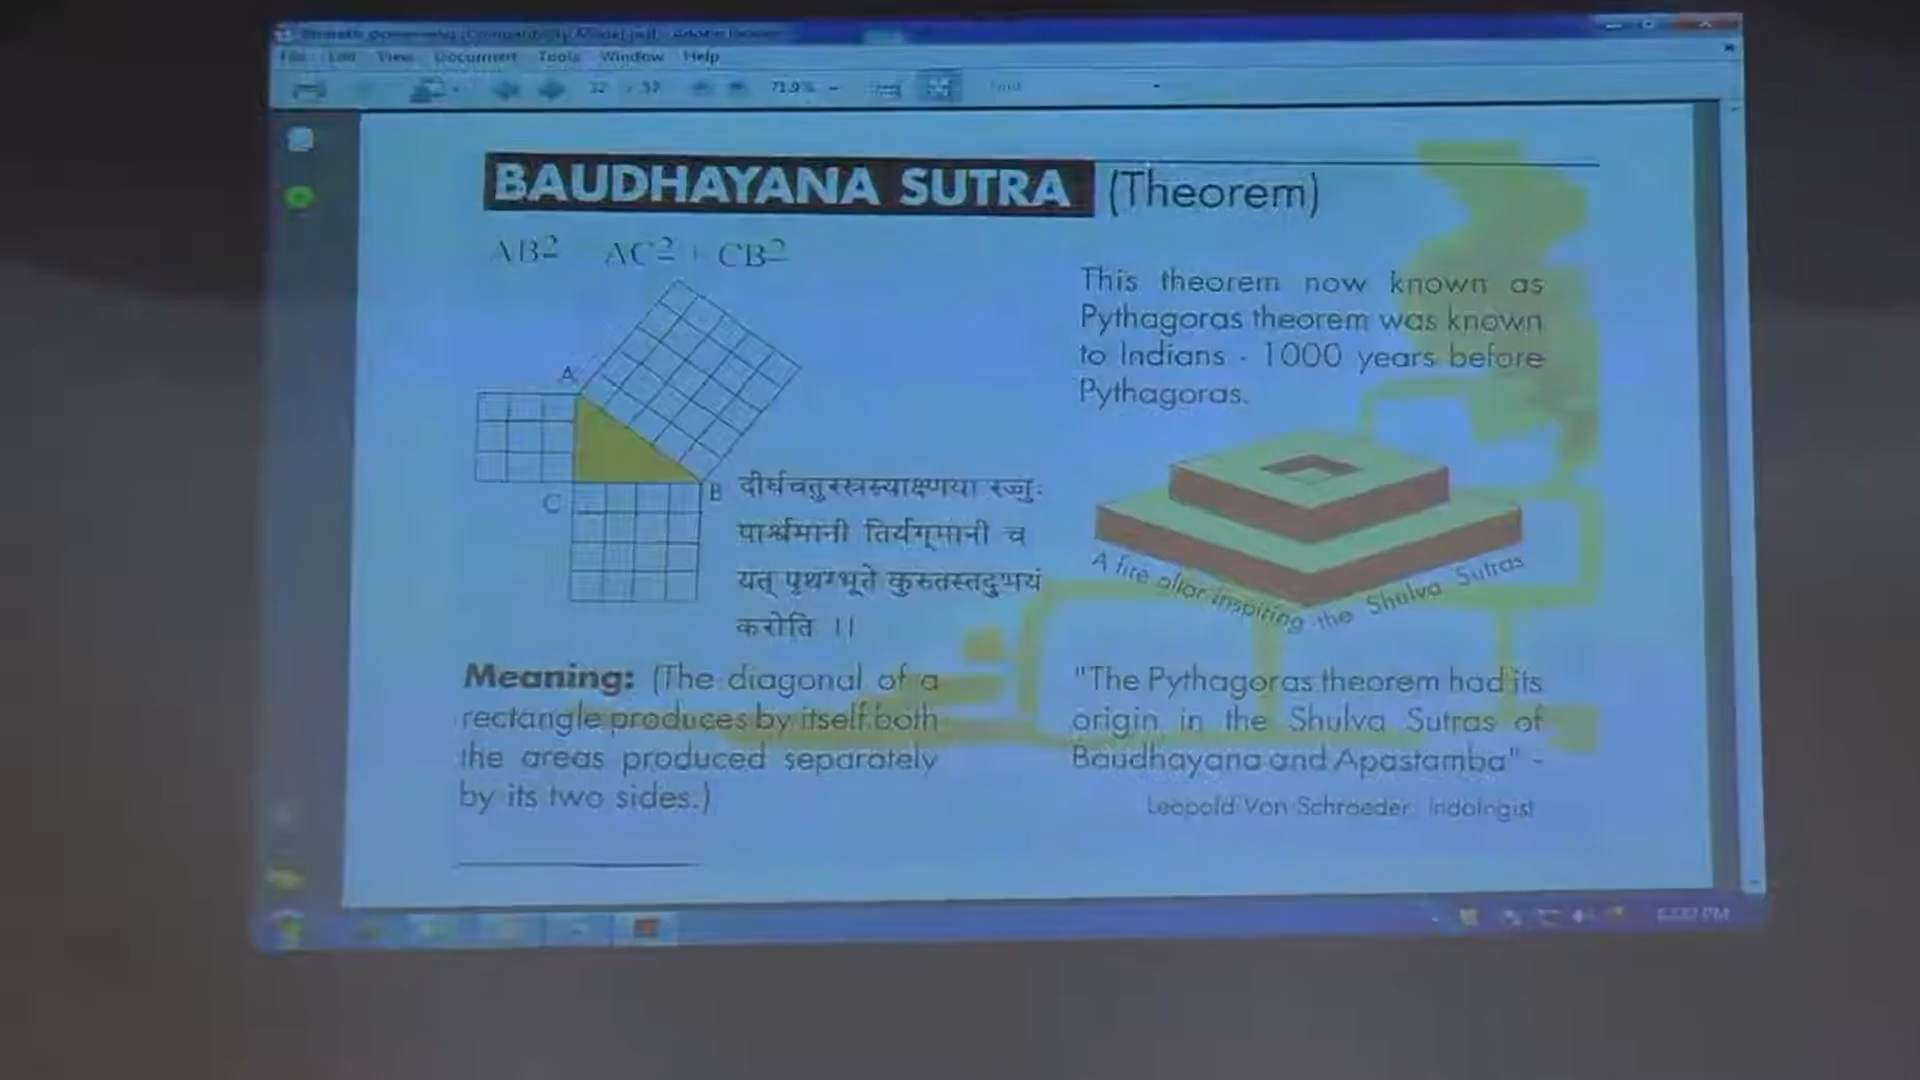 File Edit View Document Tools Window Help
71.9%
BAUDHAYANA SUTRA (Theorem)
AB² AC² + CB²
This theorem now known as
Pythagoras theorem was known
to Indians - 1000 years before
Pythagoras.
A
C
B
दीर्घचतुरस्रस्याक्ष्णया रज्जुः
पार्श्वमानी तिर्यग्मानी च
यत् पृथग्भूते कुरुतस्तदुभयं
करोति ।।
A fire altar inspiring the Shulva Sutras
Meaning: (The diagonal of a
rectangle produces by itself both
the areas produced separately
by its two sides.)
"The Pythagoras theorem had its
origin in the Shulva Sutras of
Baudhayana and Apastamba" -
Leopold Von Schroeder Indologist